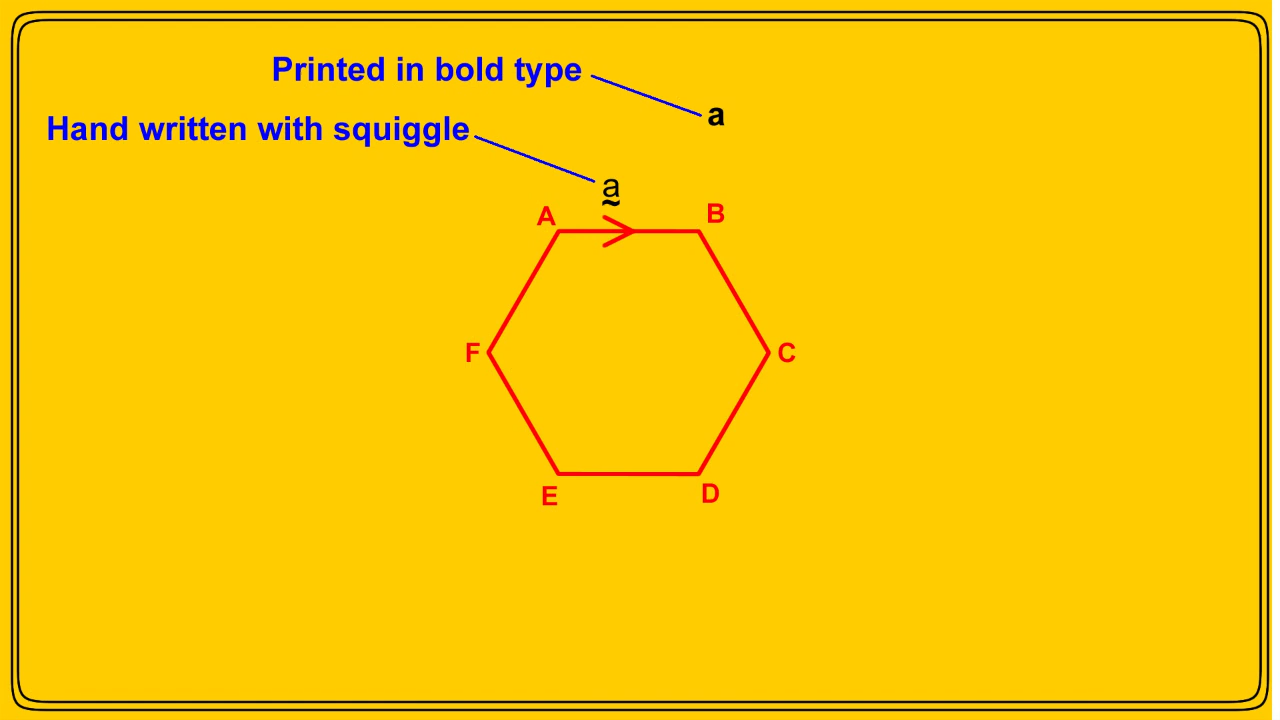 Printed in bold type
a
Hand written with squiggle
a
A
B
F
C
E
D